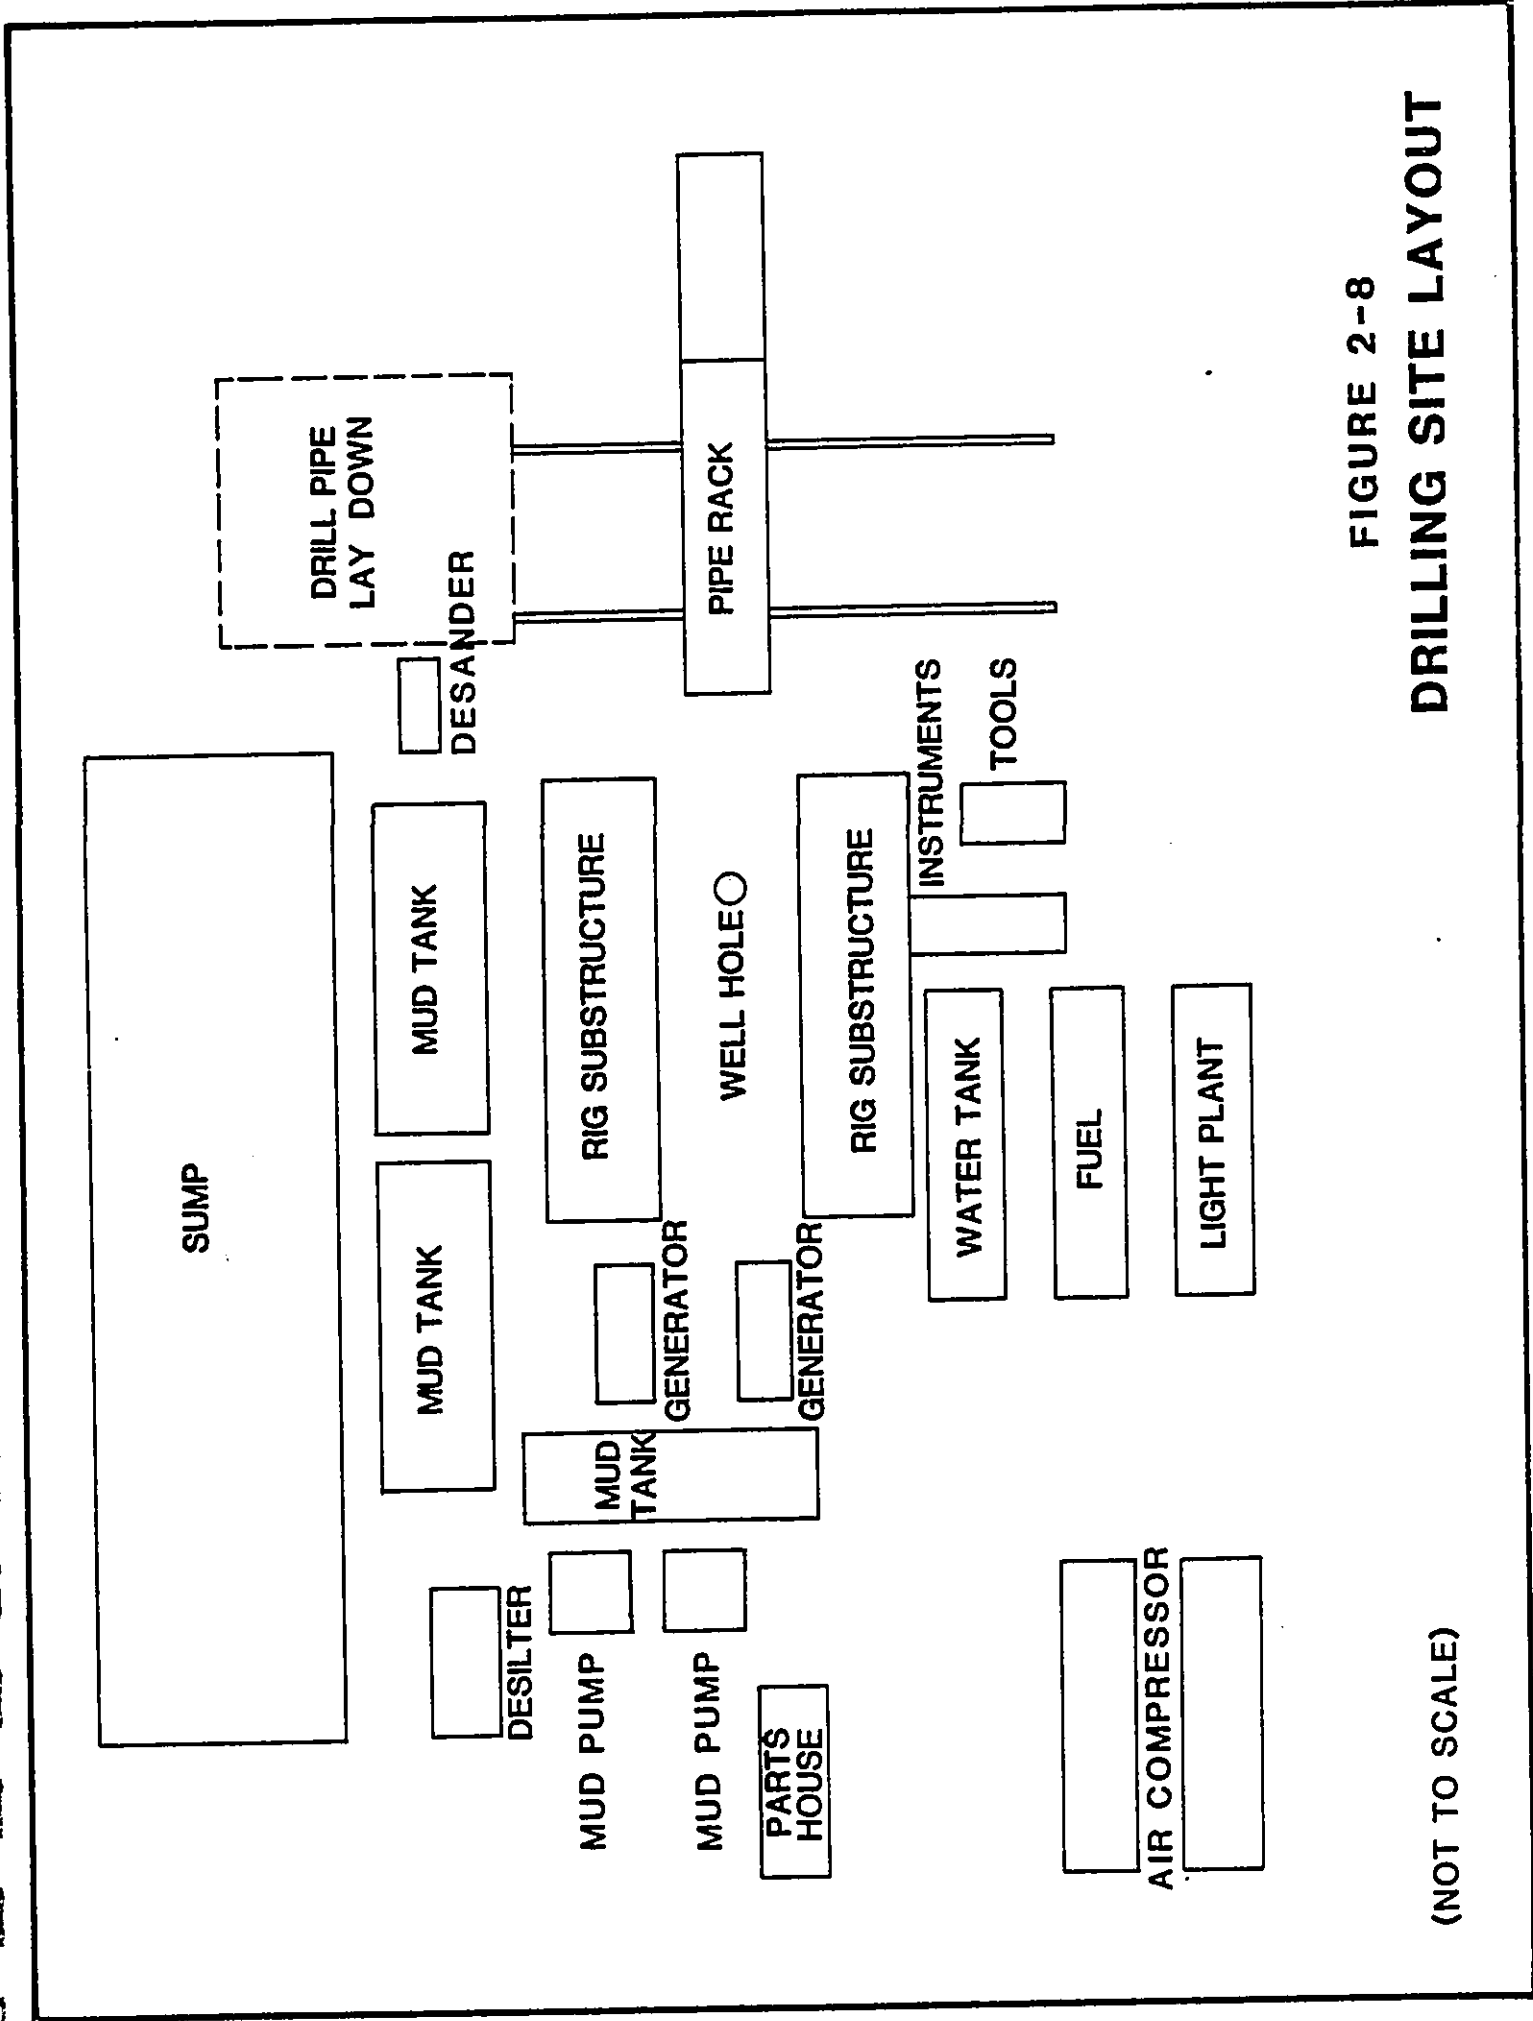 SUMP
DRILL PIPE
LAY DOWN
DESILTER
MUD TANK
MUD TANK
DESANDER
MUD PUMP
MUD PUMP
MUD
TANK
GENERATOR
GENERATOR
RIG SUBSTRUCTURE
WELL HOLE
RIG SUBSTRUCTURE
PIPE RACK
PARTS
HOUSE
WATER TANK
FUEL
LIGHT PLANT
INSTRUMENTS
TOOLS
AIR COMPRESSOR
FIGURE 2-8
DRILLING SITE LAYOUT
(NOT TO SCALE)